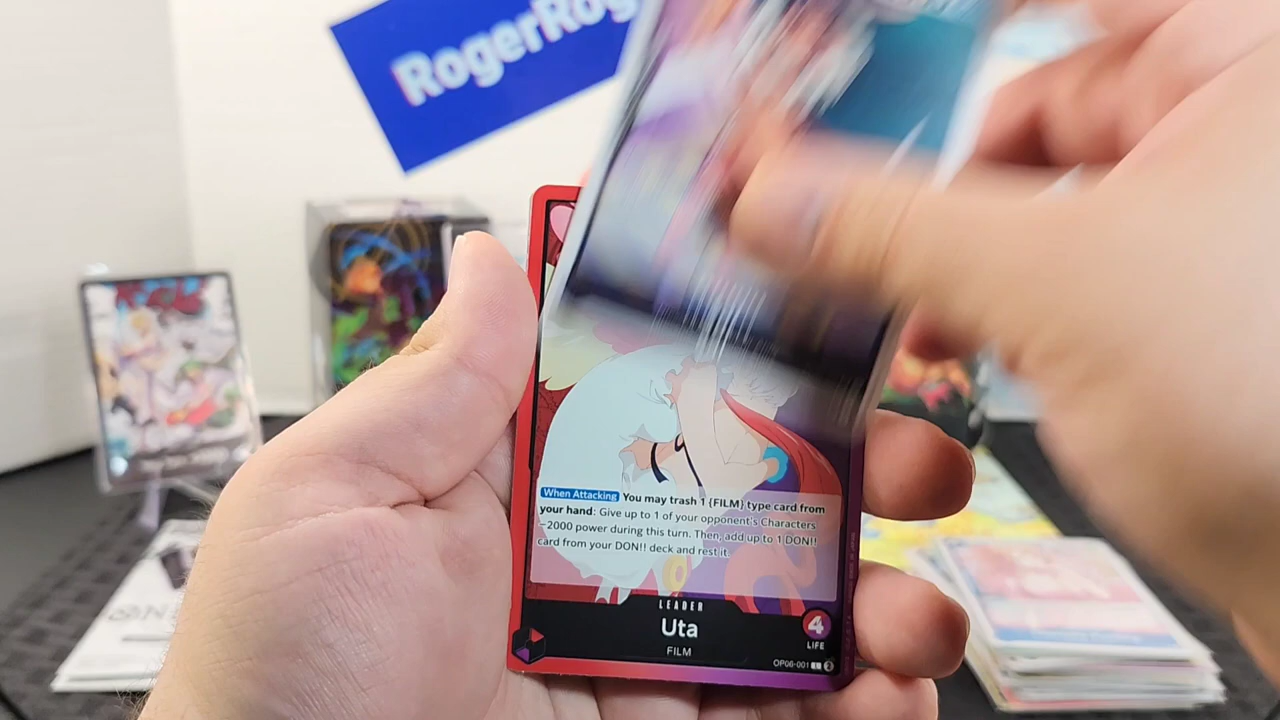 When Attacking You may trash 1 {FILM} type card from
your hand: Give up to 1 of your opponent's Characters
−2000 power during this turn. Then, add up to 1 DON!!
card from your DON!! deck and rest it.
LEADER
Uta
4
LIFE
FILM
OP06-001 L